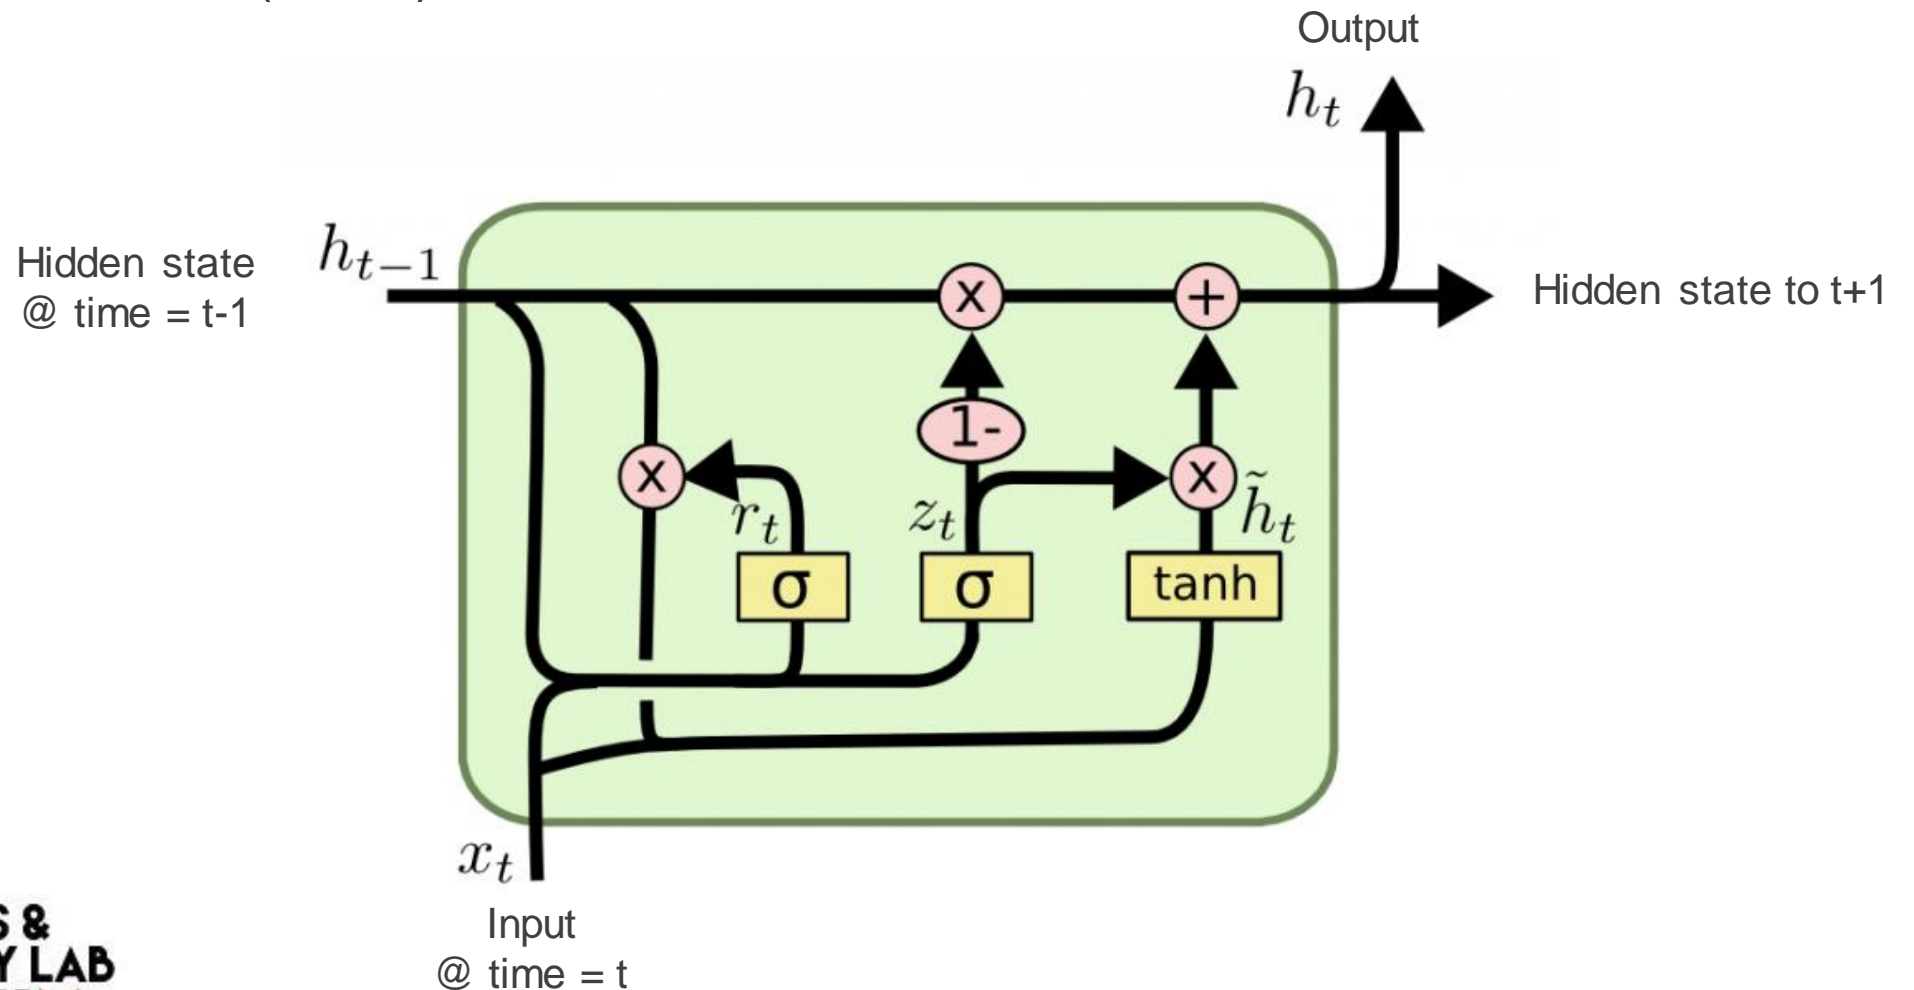 Output
h_t
Hidden state
@ time = t-1
h_{t-1}
Hidden state to t+1
x
+
1-
x
x
r_t
z_t
h̃_t
σ
σ
tanh
x_t
Input
@ time = t
&
LAB